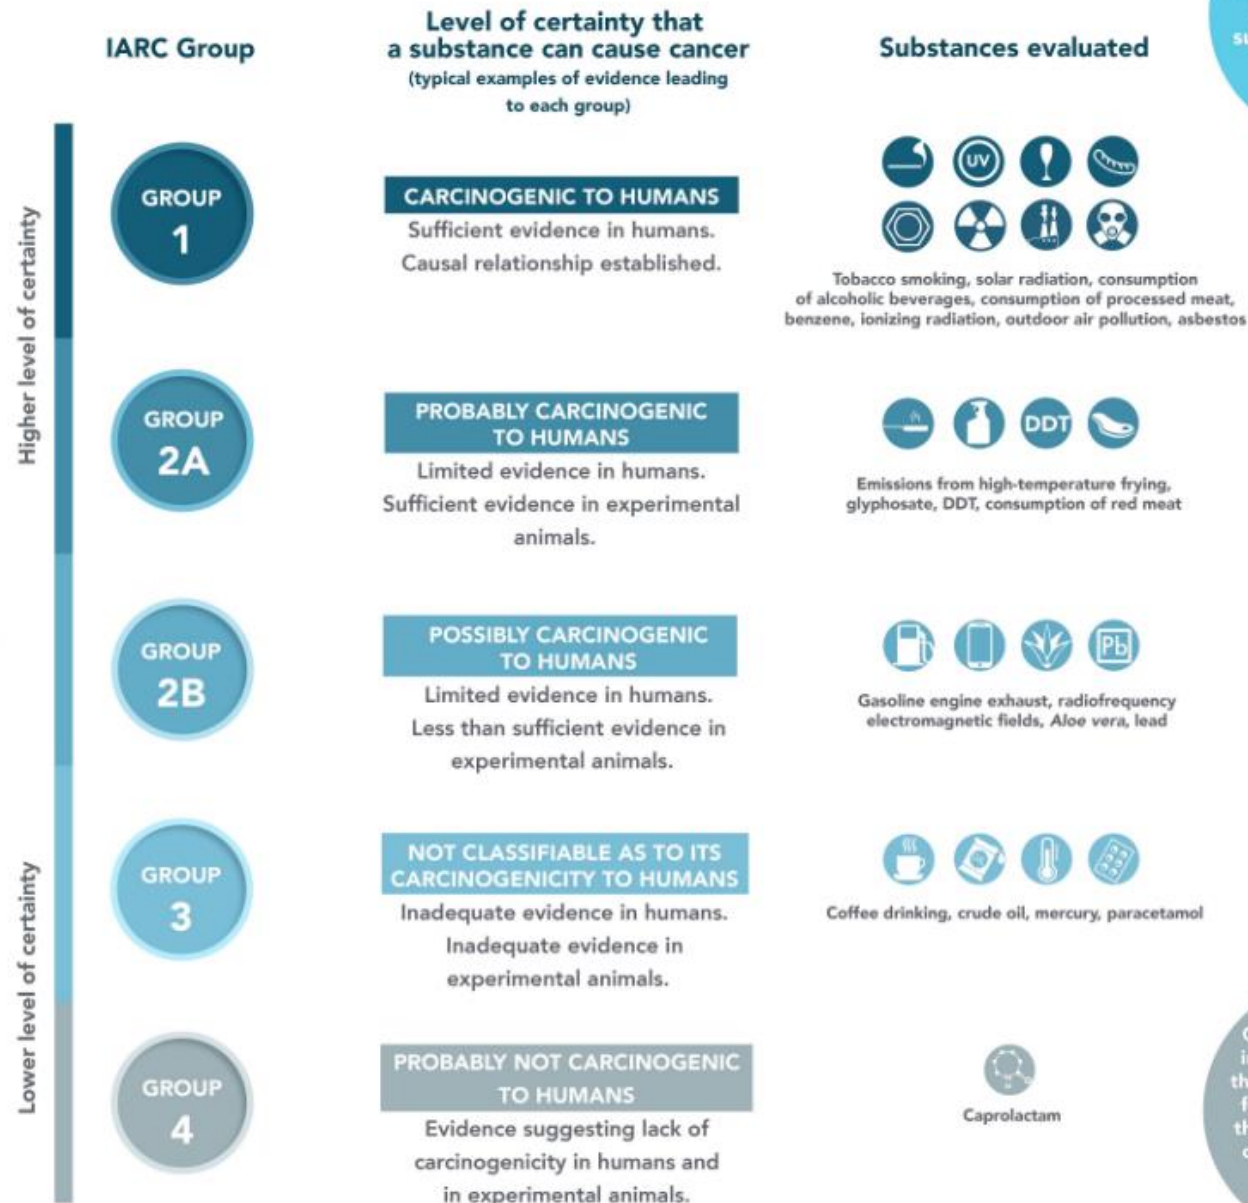 IARC Group
Level of certainty that
a substance can cause cancer
(typical examples of evidence leading
to each group)
Substances evaluated
Higher level of certainty
Lower level of certainty
GROUP
1
CARCINOGENIC TO HUMANS
Sufficient evidence in humans.
Causal relationship established.
UV
Tobacco smoking, solar radiation, consumption
of alcoholic beverages, consumption of processed meat,
benzene, ionizing radiation, outdoor air pollution, asbestos
GROUP
2A
PROBABLY CARCINOGENIC
TO HUMANS
Limited evidence in humans.
Sufficient evidence in experimental
animals.
DDT
Emissions from high-temperature frying,
glyphosate, DDT, consumption of red meat
GROUP
2B
POSSIBLY CARCINOGENIC
TO HUMANS
Limited evidence in humans.
Less than sufficient evidence in
experimental animals.
Pb
Gasoline engine exhaust, radiofrequency
electromagnetic fields, Aloe vera, lead
GROUP
3
NOT CLASSIFIABLE AS TO ITS
CARCINOGENICITY TO HUMANS
Inadequate evidence in humans.
Inadequate evidence in
experimental animals.
Coffee drinking, crude oil, mercury, paracetamol
GROUP
4
PROBABLY NOT CARCINOGENIC
TO HUMANS
Evidence suggesting lack of
carcinogenicity in humans and
in experimental animals.
Caprolactam